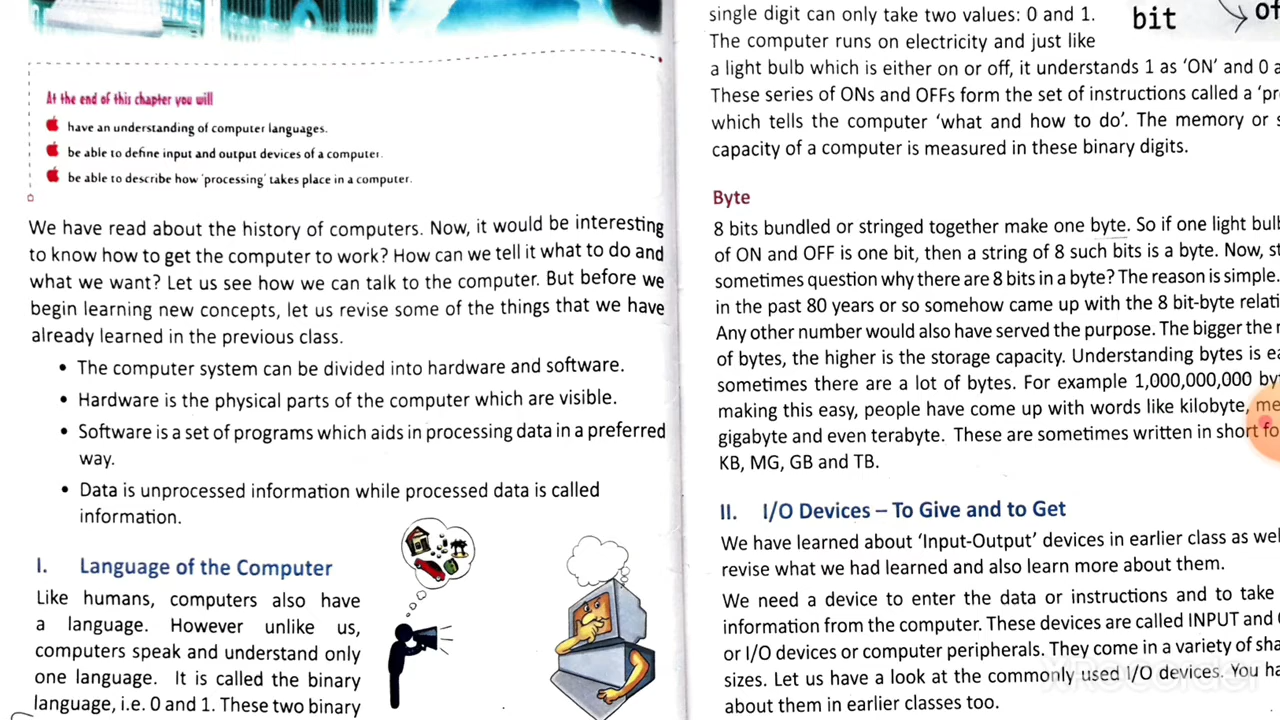 At the end of this chapter you will
have an understanding of computer languages.
be able to define input and output devices of a computer.
be able to describe how 'processing' takes place in a computer.
We have read about the history of computers. Now, it would be interesting
to know how to get the computer to work? How can we tell it what to do and
what we want? Let us see how we can talk to the computer. But before we
begin learning new concepts, let us revise some of the things that we have
already learned in the previous class.
• The computer system can be divided into hardware and software.
• Hardware is the physical parts of the computer which are visible.
• Software is a set of programs which aids in processing data in a preferred
way.
• Data is unprocessed information while processed data is called
information.
I. Language of the Computer
Like humans, computers also have
a language. However unlike us,
computers speak and understand only
one language. It is called the binary
language, i.e. 0 and 1. These two binary
single digit can only take two values: 0 and 1.
The computer runs on electricity and just like
a light bulb which is either on or off, it understands 1 as 'ON' and 0
These series of ONs and OFFs form the set of instructions called a
which tells the computer 'what and how to do'. The memory or
capacity of a computer is measured in these binary digits.
bit
Byte
8 bits bundled or stringed together make one byte. So if one light
of ON and OFF is one bit, then a string of 8 such bits is a byte. Now,
sometimes question why there are 8 bits in a byte? The reason is simple.
in the past 80 years or so somehow came up with the 8 bit-byte
Any other number would also have served the purpose. The bigger the
of bytes, the higher is the storage capacity. Understanding bytes is
sometimes there are a lot of bytes. For example 1,000,000,000
making this easy, people have come up with words like kilobyte,
gigabyte and even terabyte. These are sometimes written in short
KB, MG, GB and TB.
II. I/O Devices – To Give and to Get
We have learned about 'Input-Output' devices in earlier class as
revise what we had learned and also learn more about them.
We need a device to enter the data or instructions and to take
information from the computer. These devices are called INPUT and
or I/O devices or computer peripherals. They come in a variety of
sizes. Let us have a look at the commonly used I/O devices. You
about them in earlier classes too.
XRecorder